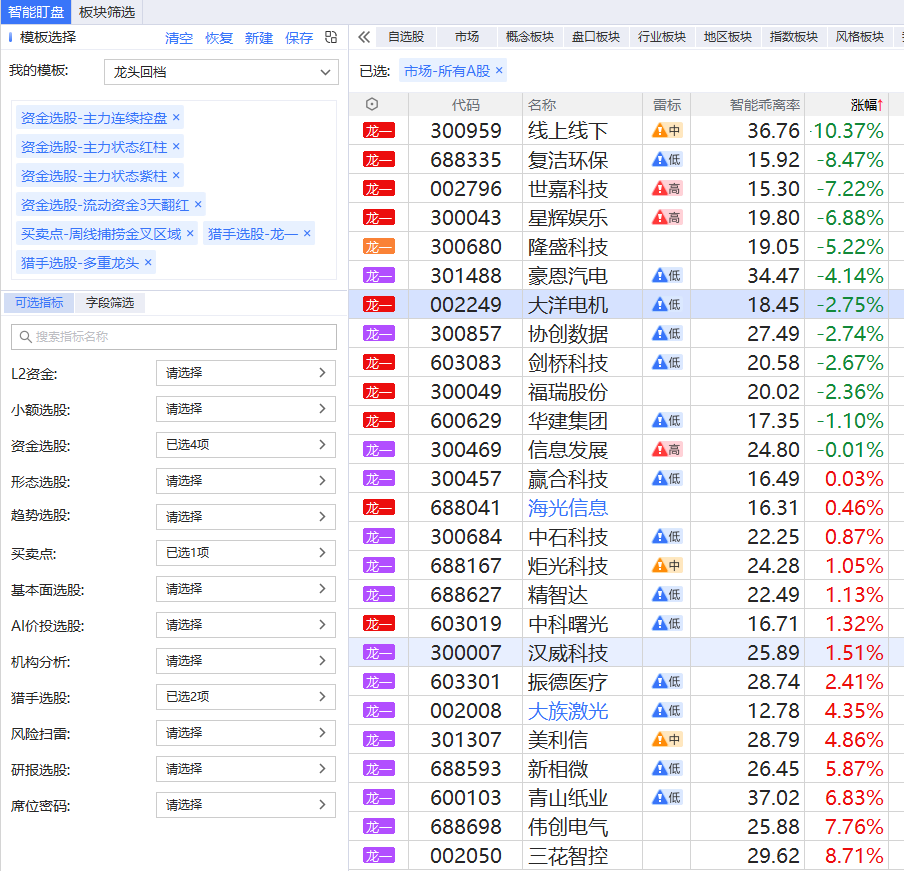 智能盯盘 板块筛选
模板选择 清空 恢复 新建 保存
我的模板: 龙头回档
资金选股-主力连续控盘 ×
资金选股-主力状态红柱 ×
资金选股-主力状态紫柱 ×
资金选股-流动资金3天翻红 ×
买卖点-周线捕捞金叉区域 × 猎手选股-龙一 ×
猎手选股-多重龙头 ×
可选指标 字段筛选
搜索指标名称
L2资金: 请选择
小额选股: 请选择
资金选股: 已选4项
形态选股: 请选择
趋势选股: 请选择
买卖点: 已选1项
基本面选股: 请选择
AI价投选股: 请选择
机构分析: 请选择
猎手选股: 已选2项
风险扫雷: 请选择
研报选股: 请选择
席位密码: 请选择
自选股 市场 概念板块 盘口板块 行业板块 地区板块 指数板块 风格板块
已选: 市场-所有A股 ×
代码 名称 雷标 智能乖离率 涨幅↑
龙一 300959 线上线下 中 36.76 -10.37%
龙一 688335 复洁环保 低 15.92 -8.47%
龙一 002796 世嘉科技 高 15.30 -7.22%
龙一 300043 星辉娱乐 高 19.80 -6.88%
龙一 300680 隆盛科技 19.05 -5.22%
龙一 301488 豪恩汽电 低 34.47 -4.14%
龙一 002249 大洋电机 低 18.45 -2.75%
龙一 300857 协创数据 低 27.49 -2.74%
龙一 603083 剑桥科技 低 20.58 -2.67%
龙一 300049 福瑞股份 20.02 -2.36%
龙一 600629 华建集团 低 17.35 -1.10%
龙一 300469 信息发展 高 24.80 -0.01%
龙一 300457 赢合科技 低 16.49 0.03%
龙一 688041 海光信息 16.31 0.46%
龙一 300684 中石科技 低 22.25 0.87%
龙一 688167 炬光科技 中 24.28 1.05%
龙一 688627 精智达 低 22.49 1.13%
龙一 603019 中科曙光 低 16.71 1.32%
龙一 300007 汉威科技 25.89 1.51%
龙一 603301 振德医疗 低 28.74 2.41%
龙一 002008 大族激光 低 12.78 4.35%
龙一 301307 美利信 中 28.79 4.86%
龙一 688593 新相微 低 26.45 5.87%
龙一 600103 青山纸业 低 37.02 6.83%
龙一 688698 伟创电气 25.88 7.76%
龙一 002050 三花智控 29.62 8.71%